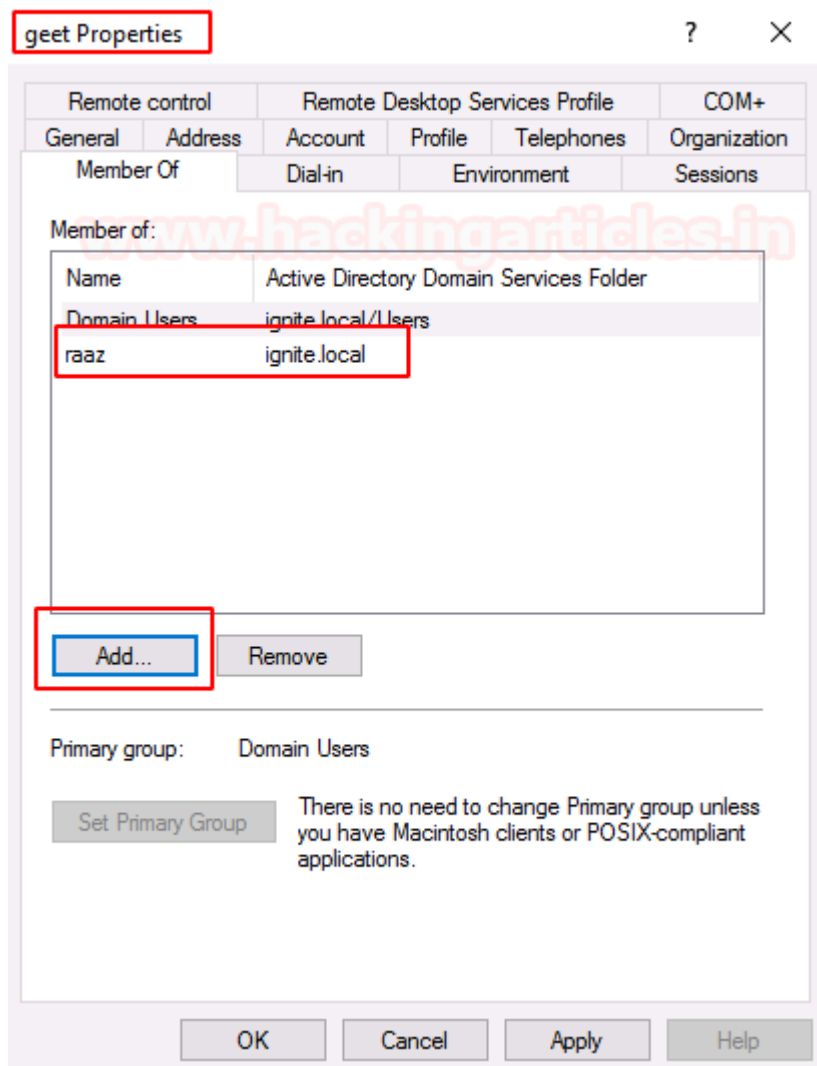 geet Properties ? ×
Remote control Remote Desktop Services Profile COM+
General Address Account Profile Telephones Organization
Member Of Dial-in Environment Sessions
www.hackingarticles.in
Member of:
Name Active Directory Domain Services Folder
Domain Users ignite.local/Users
raaz ignite.local
Add... Remove
Primary group: Domain Users
Set Primary Group
There is no need to change Primary group unless
you have Macintosh clients or POSIX-compliant
applications.
OK Cancel Apply Help